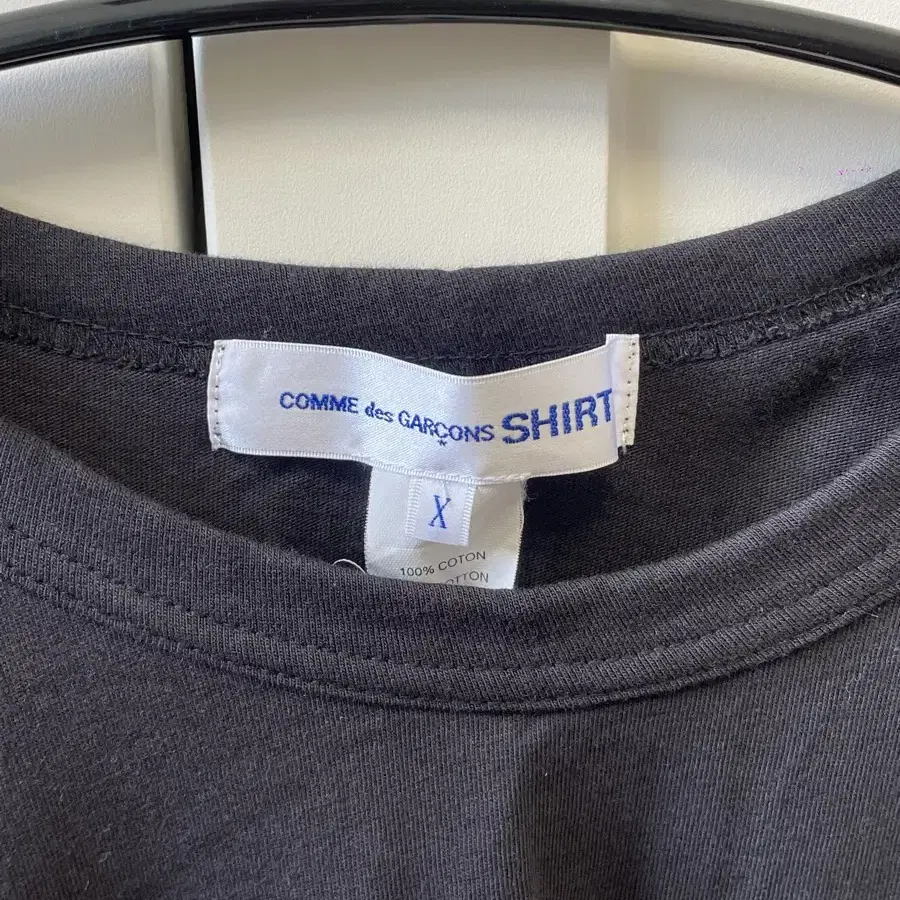 COMME des GARÇONS SHIRT
X
100% COTON